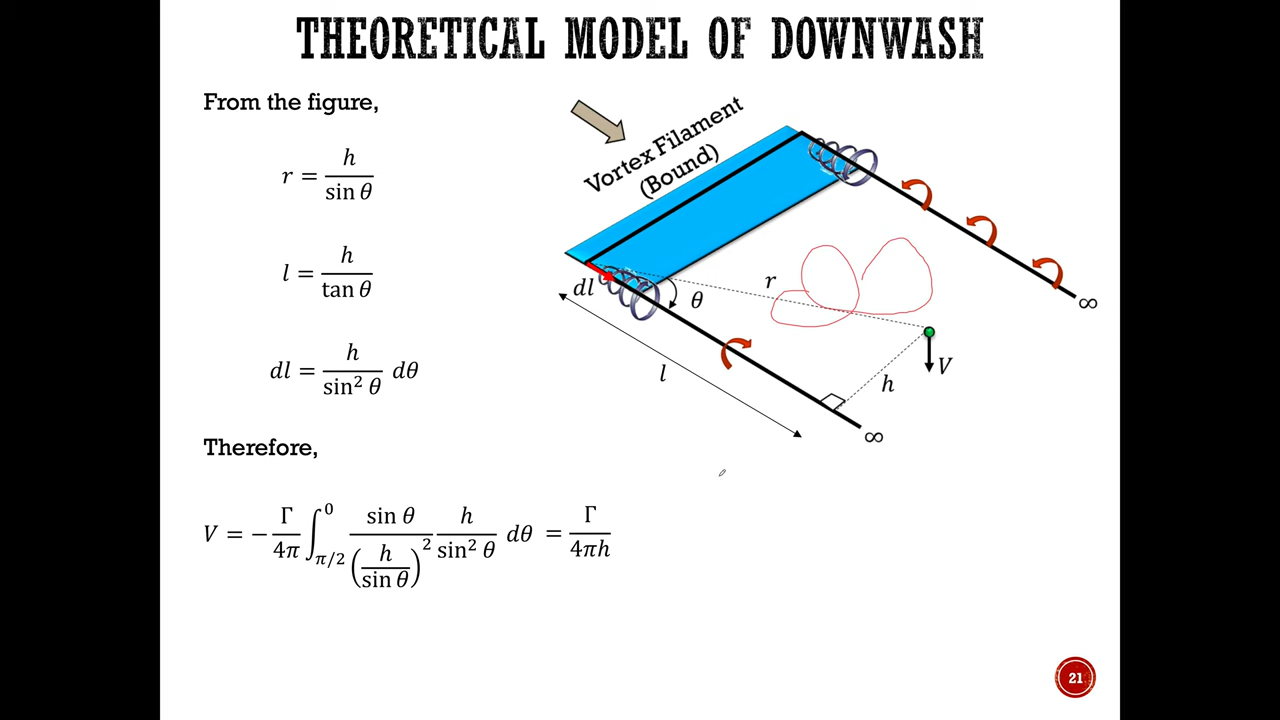 THEORETICAL MODEL OF DOWNWASH
From the figure,
r = h / sin θ
l = h / tan θ
dl = h / sin² θ dθ
Therefore,
V = − Γ / 4π ∫_{π/2}^{0} sin θ / (h / sin θ)² h / sin² θ dθ = Γ / 4πh
Vortex Filament
(Bound)
dl
θ
r
l
h
V
∞
∞
21